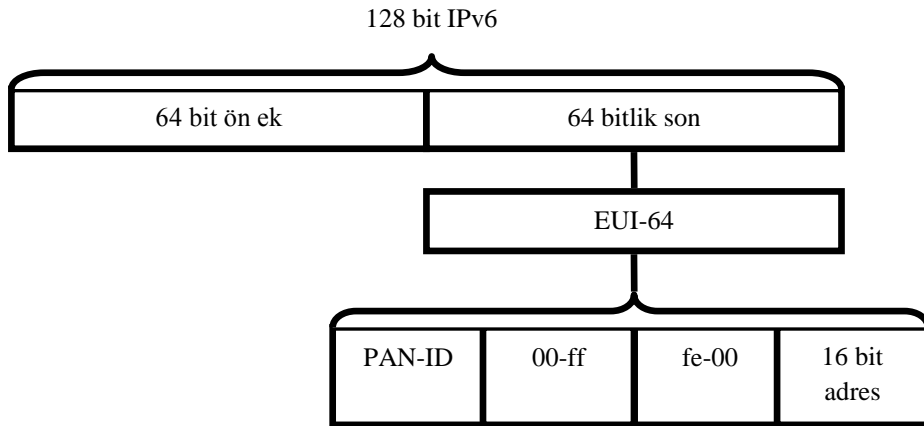 128 bit IPv6
64 bit ön ek
64 bitlik son
EUI-64
PAN-ID
00-ff
fe-00
16 bit
adres